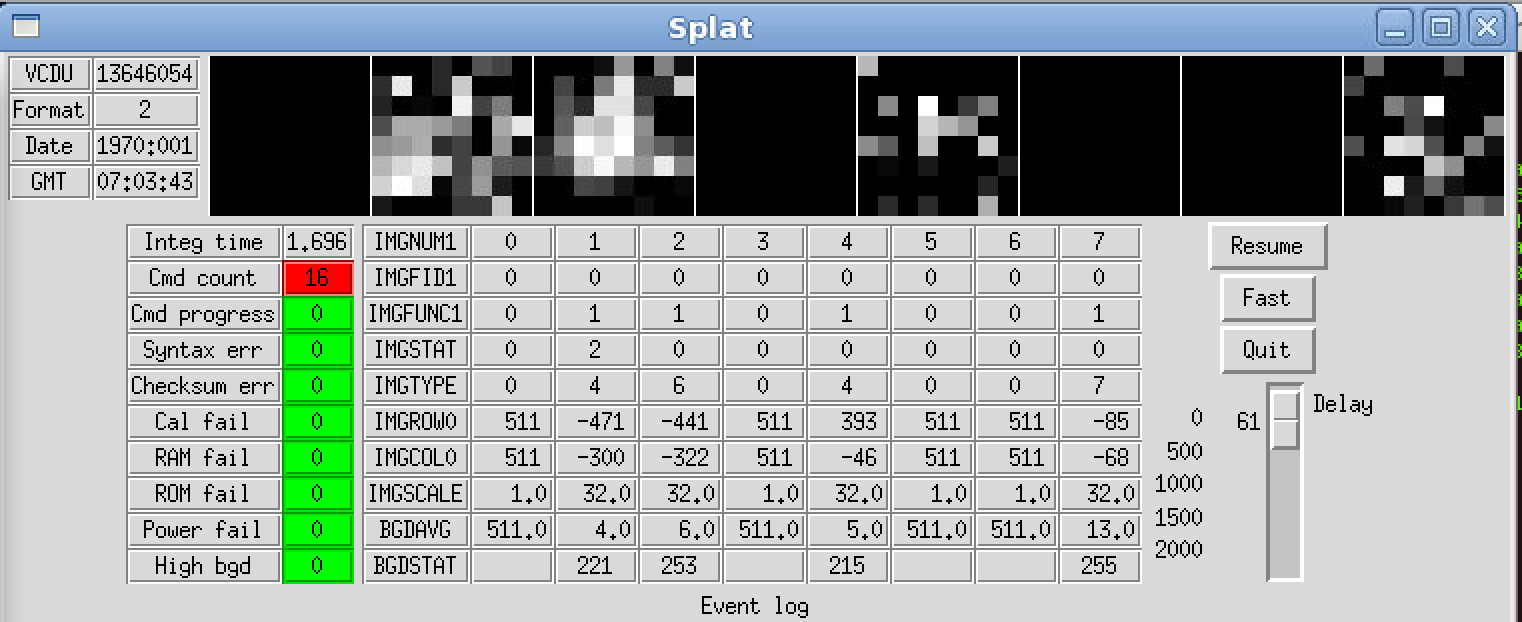 Splat
VCDU 13646054
Format 2
Date 1970:001
GMT 07:03:43
Integ time 1.696 IMGNUM1 0 1 2 3 4 5 6 7
Cmd count 16 IMGFID1 0 0 0 0 0 0 0 0
Cmd progress 0 IMGFUNC1 0 1 1 0 1 0 0 1
Syntax err 0 IMGSTAT 0 2 0 0 0 0 0 0
Checksum err 0 IMGTYPE 0 4 6 0 4 0 0 7
Cal fail 0 IMGROW0 511 -471 -441 511 393 511 511 -85
RAM fail 0 IMGCOL0 511 -300 -322 511 -46 511 511 -68
ROM fail 0 IMGSCALE 1.0 32.0 32.0 1.0 32.0 1.0 1.0 32.0
Power fail 0 BGDAVG 511.0 4.0 6.0 511.0 5.0 511.0 511.0 13.0
High bgd 0 BGDSTAT 221 253 215 255
Resume
Fast
Quit
0 61 Delay
500
1000
1500
2000
Event log